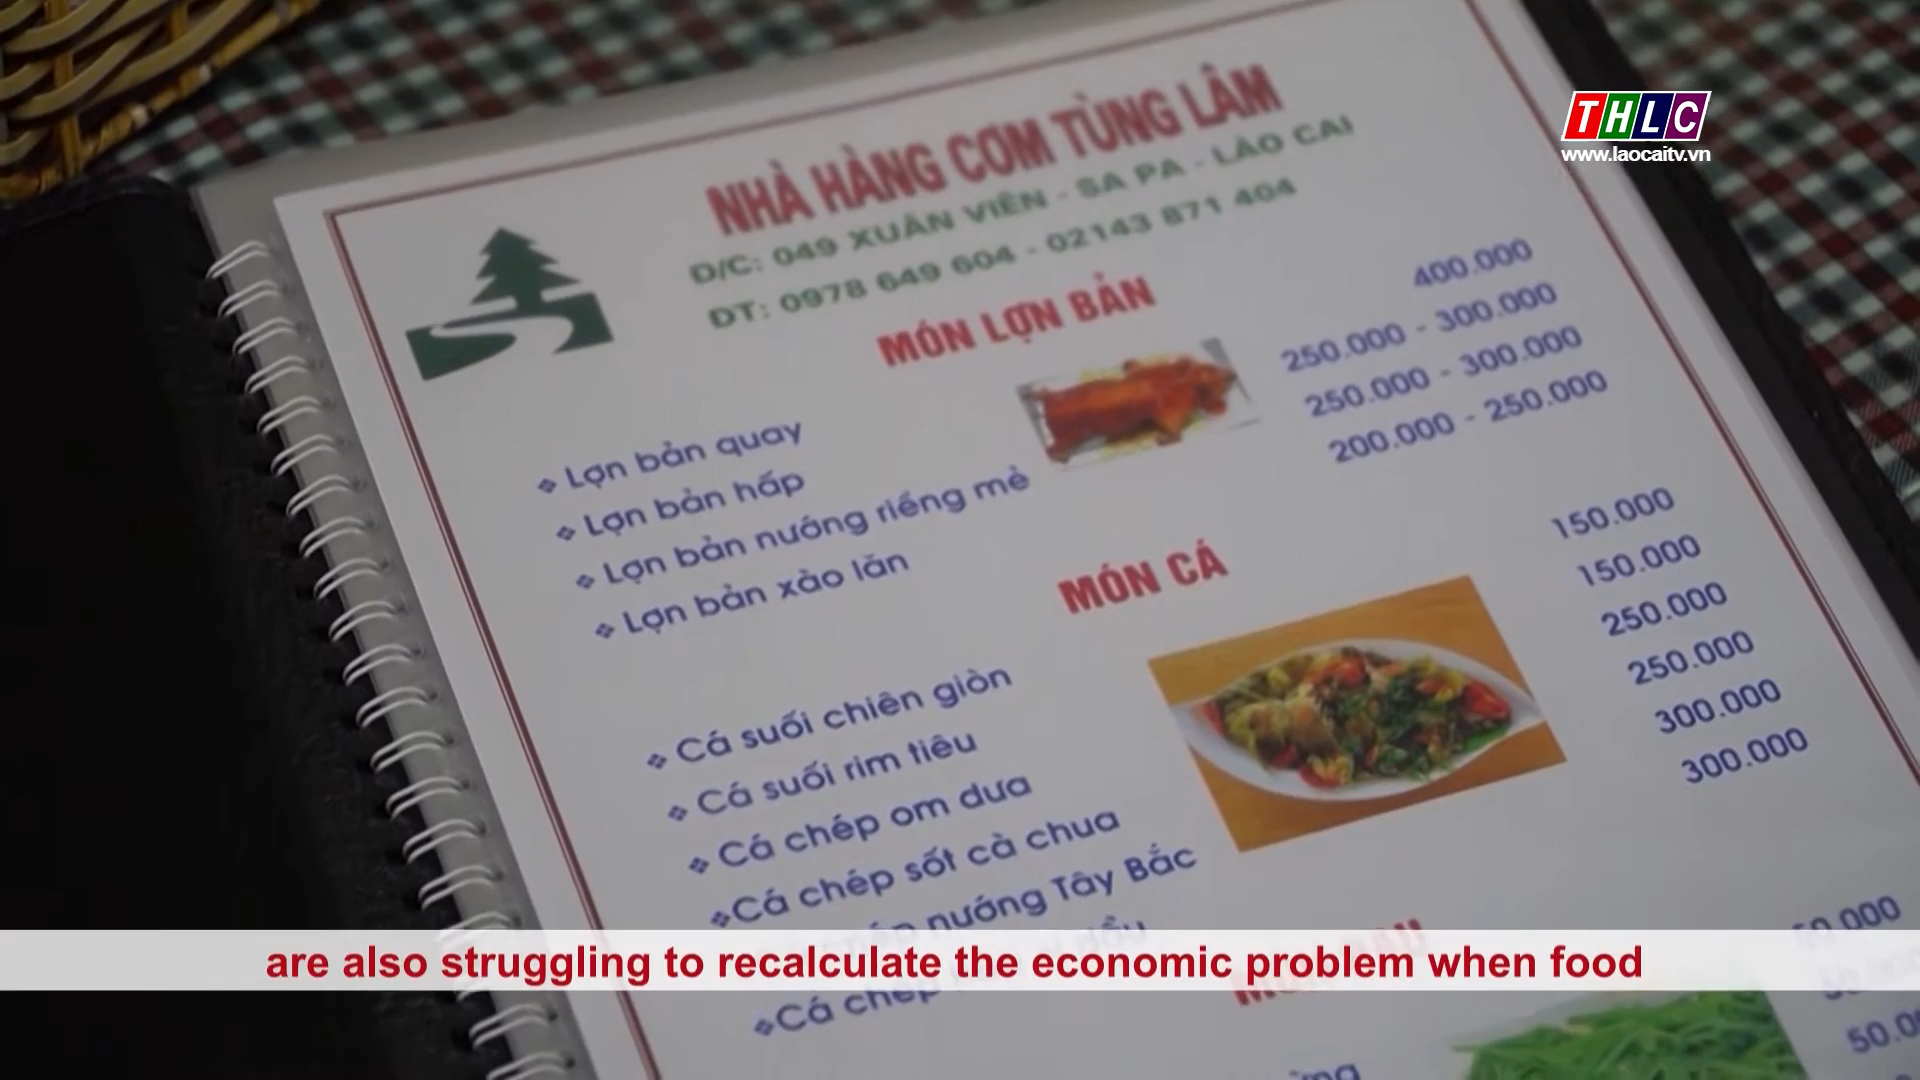 THLC
www.laocaitv.vn
NHÀ HÀNG CƠM TÙNG LÂM
Đ/C: 049 XUÂN VIÊN - SA PA - LÀO CAI
ĐT: 0978 649 604 - 02143 871 404
MÓN LỢN BẢN
Lợn bản quay 400.000
Lợn bản hấp 250.000 - 300.000
Lợn bản nướng riềng mẻ 250.000 - 300.000
Lợn bản xào lăn 200.000 - 250.000
MÓN CÁ
Cá suối chiên giòn 150.000
Cá suối rim tiêu 150.000
Cá chép om dưa 250.000
Cá chép sốt cà chua 250.000
nướng Tây Bắc 300.000
Cá chép 300.000
are also struggling to recalculate the economic problem when food